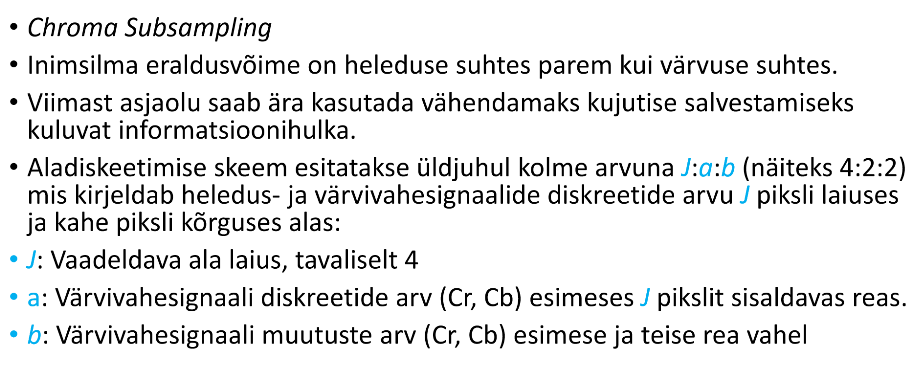 • Chroma Subsampling
• Inimsilma eraldusvõime on heleduse suhtes parem kui värvuse suhtes.
• Viimast asjaolu saab ära kasutada vähendamaks kujutise salvestamiseks
kuluvat informatsioonihulka.
• Aladiskeetimise skeem esitatakse üldjuhul kolme arvuna J:a:b (näiteks 4:2:2)
mis kirjeldab heledus- ja värvivahesignaalide diskreetide arvu J piksli laiuses
ja kahe piksli kõrguses alas:
• J: Vaadeldava ala laius, tavaliselt 4
• a: Värvivahesignaali diskreetide arv (Cr, Cb) esimeses J pikslit sisaldavas reas.
• b: Värvivahesignaali muutuste arv (Cr, Cb) esimese ja teise rea vahel